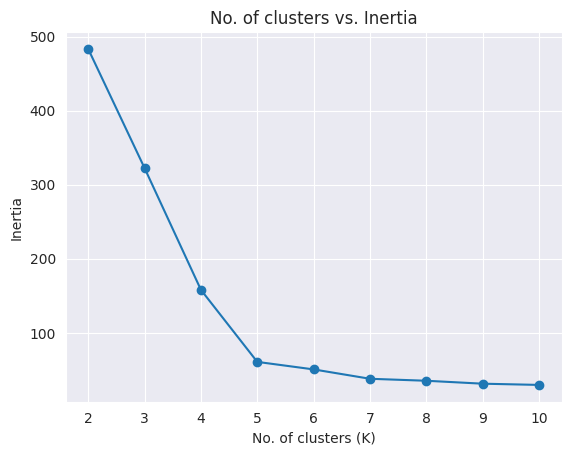 No. of clusters vs. Inertia
500
400
300
200
100
Inertia
2 3 4 5 6 7 8 9 10
No. of clusters (K)